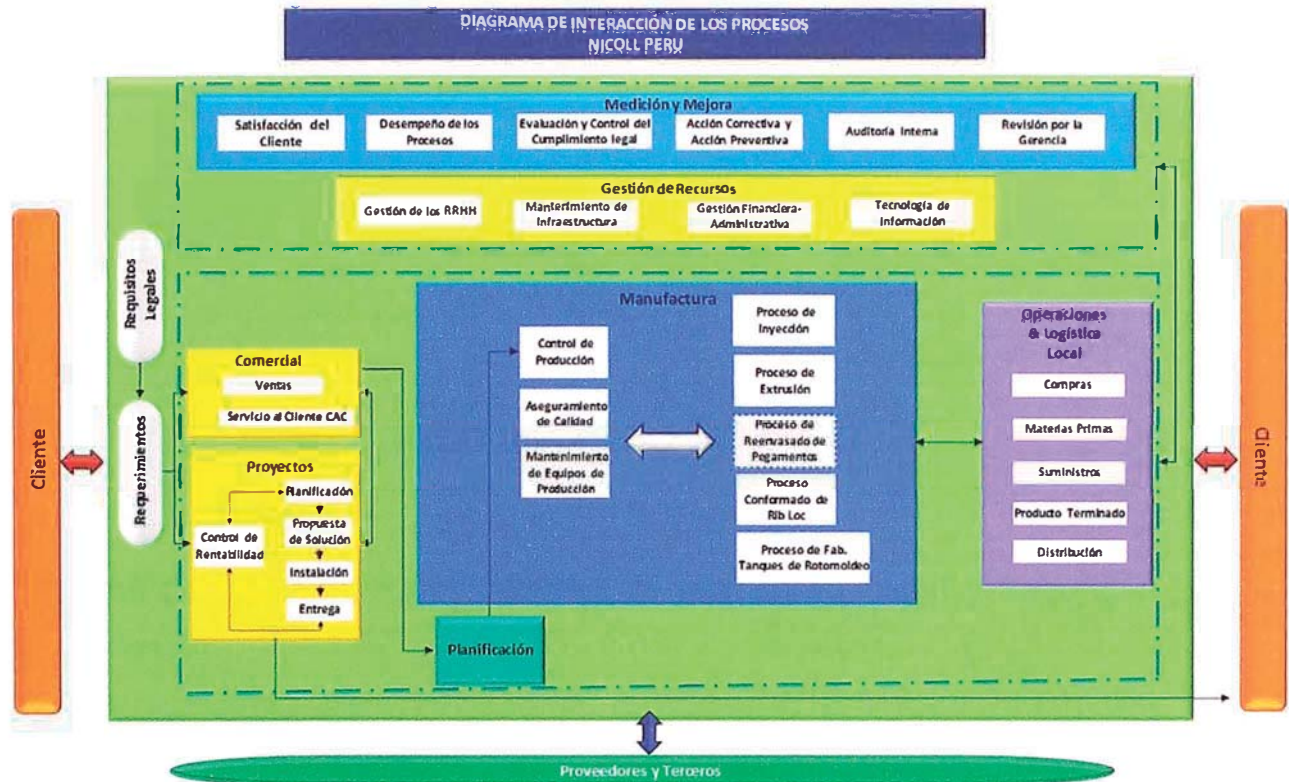 DIAGRAMA DE INTERACCIÓN DE LOS PROCESOS
NICOLL PERU
Medición y Mejora
Satisfacción del
Cliente
Desempeño de los
Procesos
Evaluación y Control del
Cumplimiento legal
Acción Correctiva y
Acción Preventiva
Auditoría Interna
Revisión por la
Gerencia
Gestión de Recursos
Gestión de los RRHH
Mantenimiento de
Infraestructura
Gestión Financiera-
Administrativa
Tecnología de
Información
Cliente
Requisitos
Legales
Requerimientos
Comercial
Ventas
Servicio al Cliente CAC
Proyectos
Planificación
Propuesta
de Solución
Instalación
Entrega
Control de
Rentabilidad
Planificación
Manufactura
Control de
Producción
Aseguramiento
de Calidad
Mantenimiento
de Equipos de
Producción
Proceso de
Inyección
Proceso de
Extrusión
Proceso de
Reenvasado de
Pegamentos
Proceso
Conformado de
Rib Loc
Proceso de Fab.
Tanques de Rotomoldeo
Operaciones
& Logística
Local
Compras
Materias Primas
Suministros
Producto Terminado
Distribución
Cliente
Proveedores y Terceros